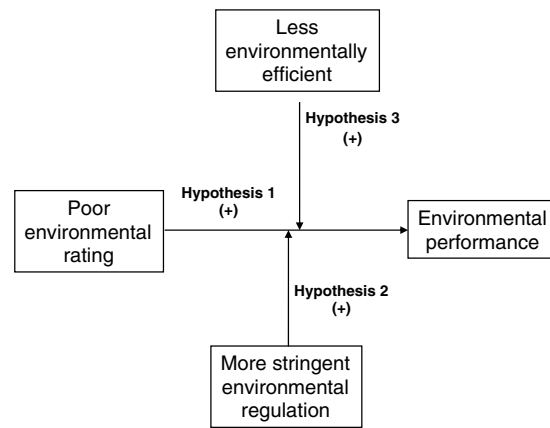 Less
environmentally
efficient
Hypothesis 3
(+)
Hypothesis 1
(+)
Poor
environmental
rating
Environmental
performance
Hypothesis 2
(+)
More stringent
environmental
regulation